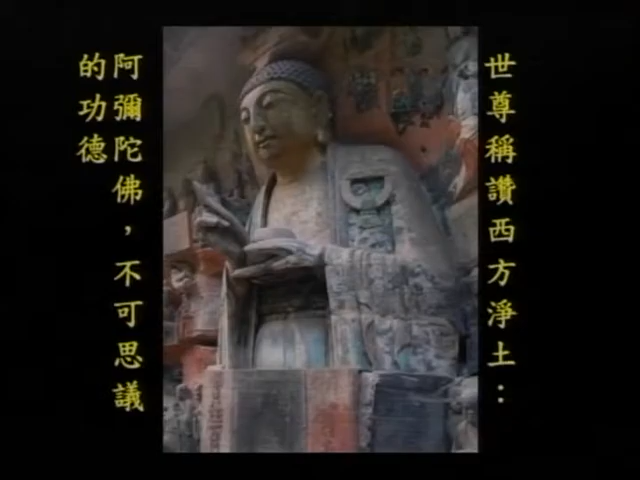 世尊稱讚西方淨土：
阿彌陀佛，不可思議
的功德